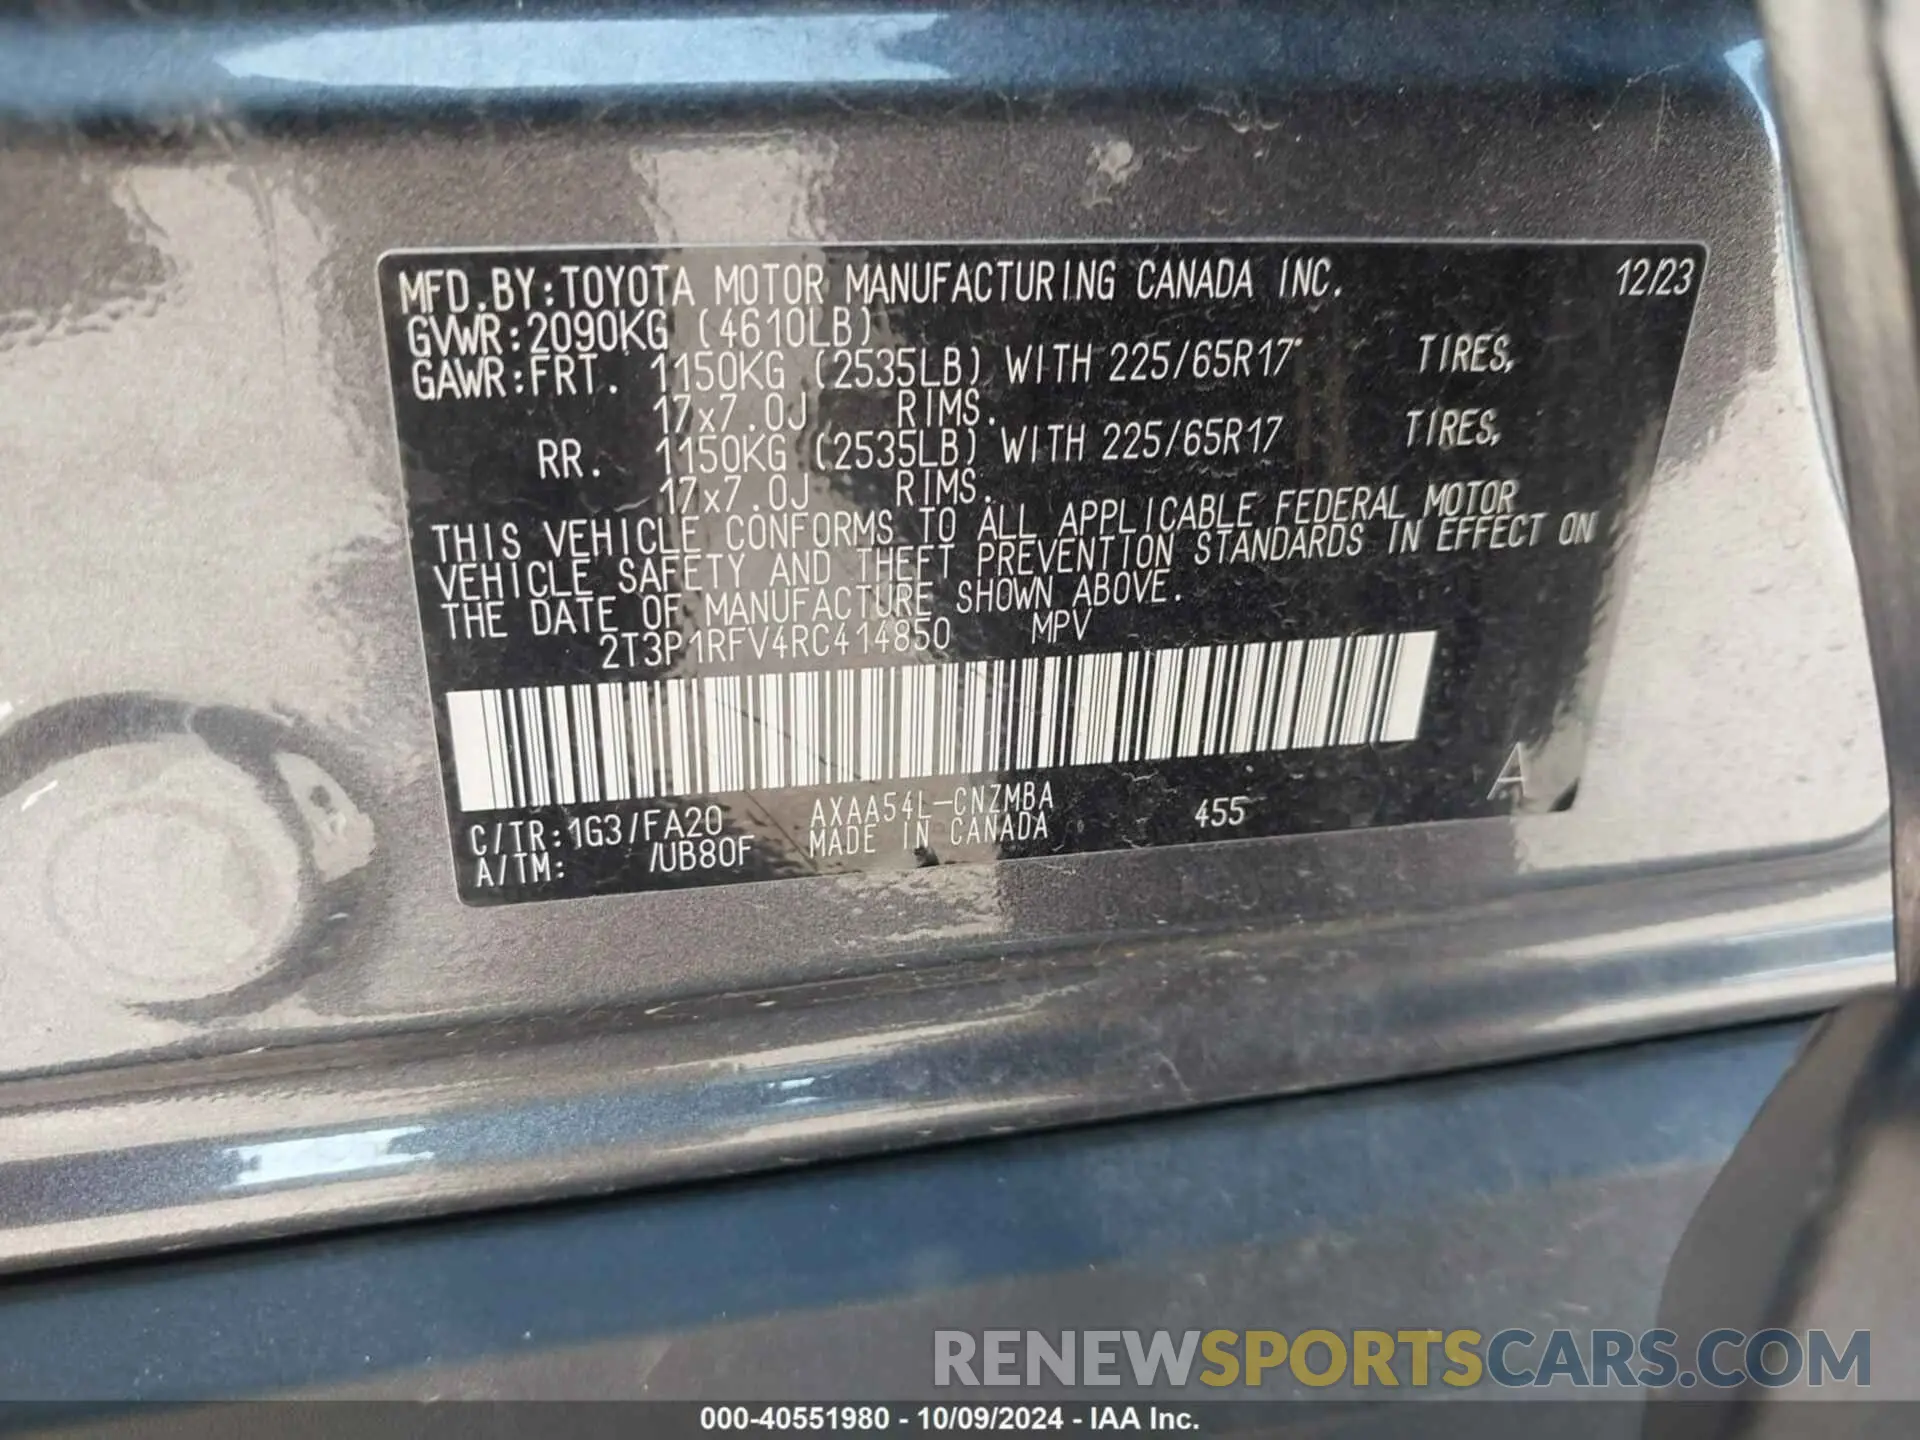 MFD.BY:TOYOTA MOTOR MANUFACTURING CANADA INC. 12/23
GVWR:2090KG (4610LB)
GAWR:FRT. 1150KG (2535LB) WITH 225/65R17 TIRES,
17x7.0J RIMS.
RR. 1150KG (2535LB) WITH 225/65R17 TIRES,
17x7.0J RIMS.
THIS VEHICLE CONFORMS TO ALL APPLICABLE FEDERAL MOTOR
VEHICLE SAFETY AND THEFT PREVENTION STANDARDS IN EFFECT ON
THE DATE OF MANUFACTURE SHOWN ABOVE.
2T3P1RFV4RC414850 MPV
C/TR:1G3/FA20 AXAA54L-CNZMBA 455 A
A/TM: /UB80F MADE IN CANADA
RENEWSPORTSCARS.COM
000-40551980 - 10/09/2024 - IAA Inc.